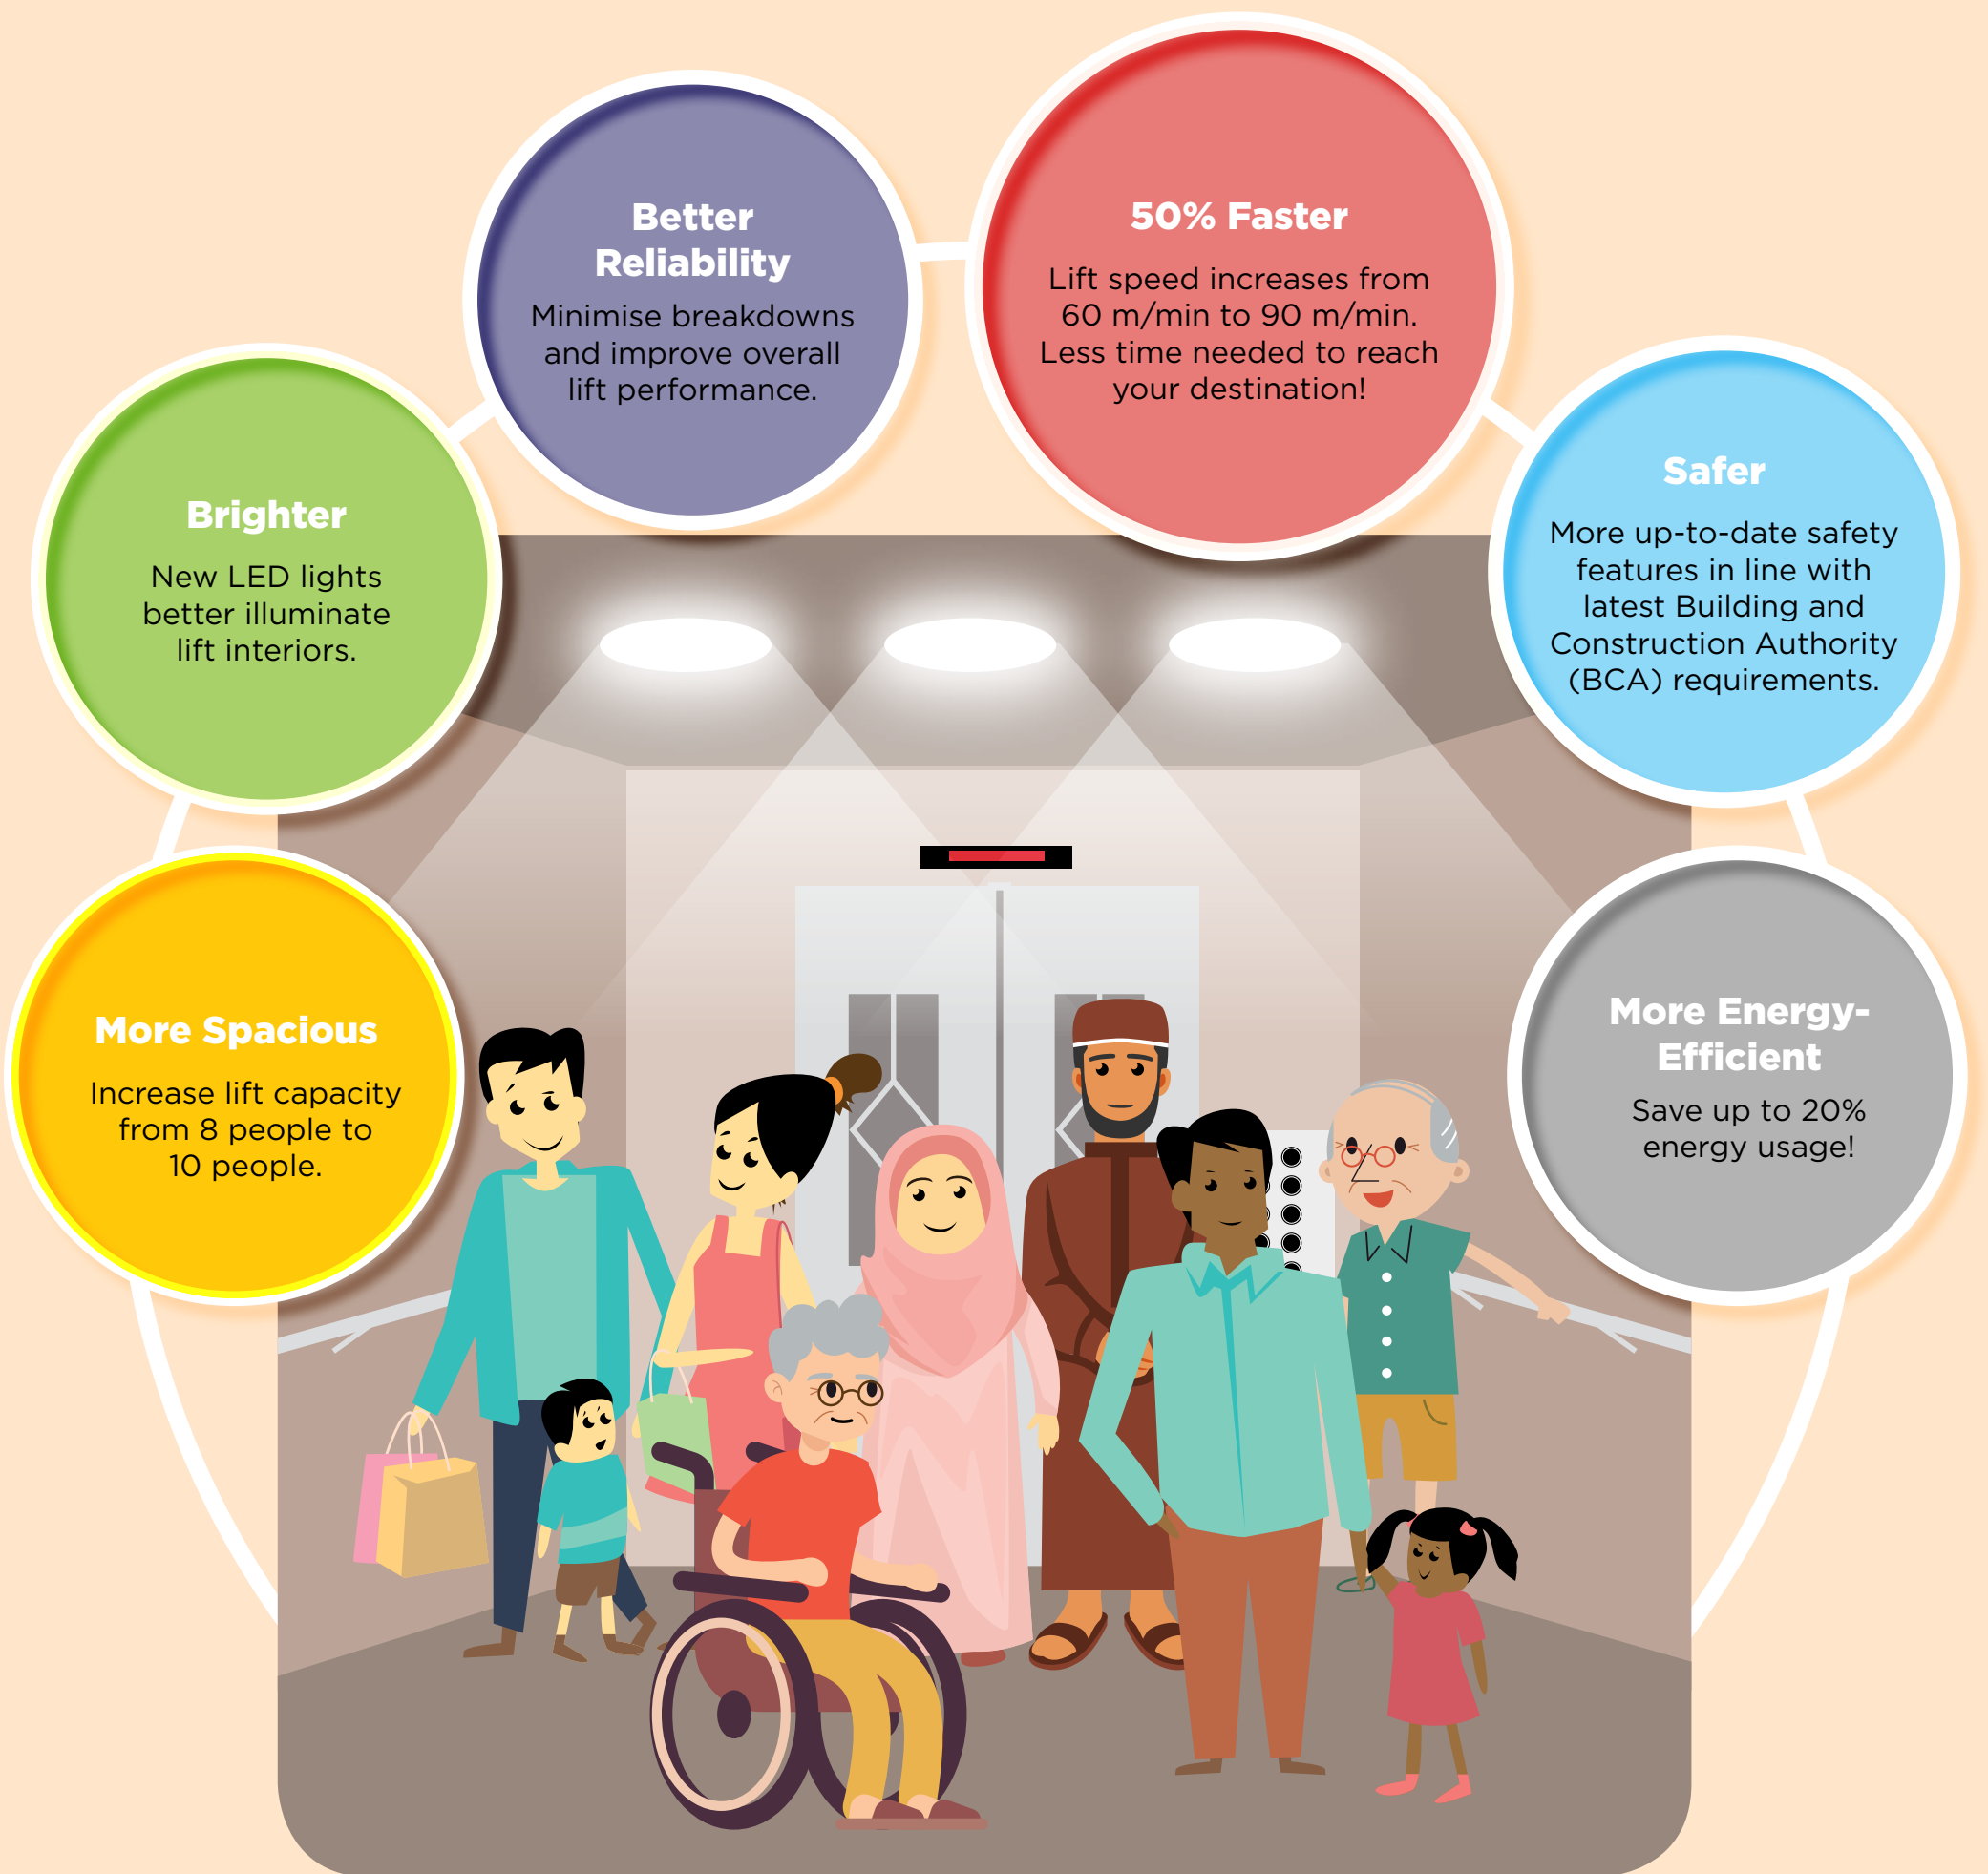 More Spacious
Increase lift capacity
from 8 people to
10 people.
Brighter
New LED lights
better illuminate
lift interiors.
Better
Reliability
Minimise breakdowns
and improve overall
lift performance.
50% Faster
Lift speed increases from
60 m/min to 90 m/min.
Less time needed to reach
your destination!
Safer
More up-to-date safety
features in line with
latest Building and
Construction Authority
(BCA) requirements.
More Energy-
Efficient
Save up to 20%
energy usage!